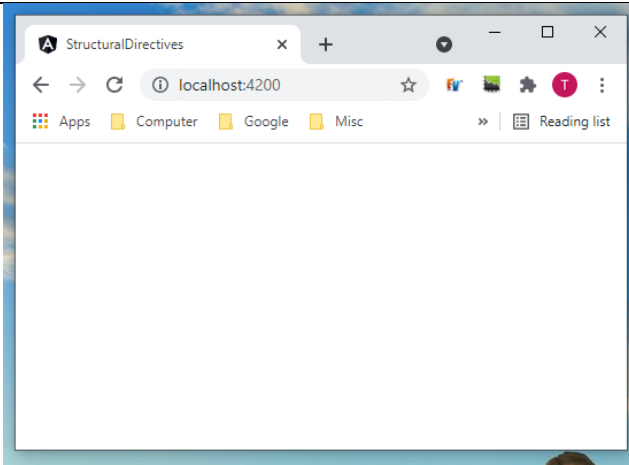 StructuralDirectives
localhost:4200
Apps Computer Google Misc » Reading list